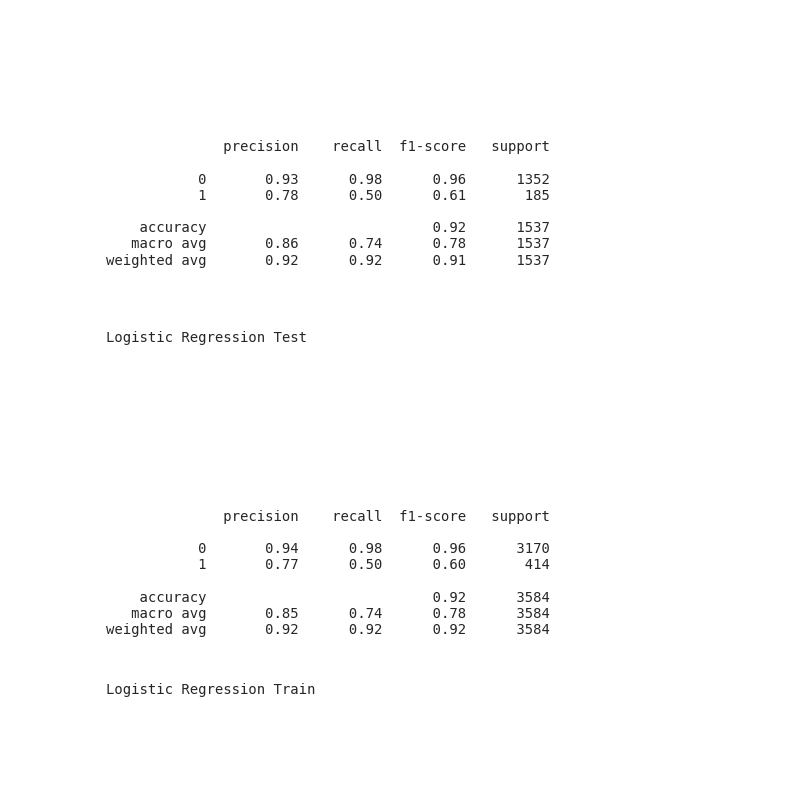 precision recall f1-score support
0 0.93 0.98 0.96 1352
1 0.78 0.50 0.61 185
accuracy 0.92 1537
macro avg 0.86 0.74 0.78 1537
weighted avg 0.92 0.92 0.91 1537
Logistic Regression Test
precision recall f1-score support
0 0.94 0.98 0.96 3170
1 0.77 0.50 0.60 414
accuracy 0.92 3584
macro avg 0.85 0.74 0.78 3584
weighted avg 0.92 0.92 0.92 3584
Logistic Regression Train